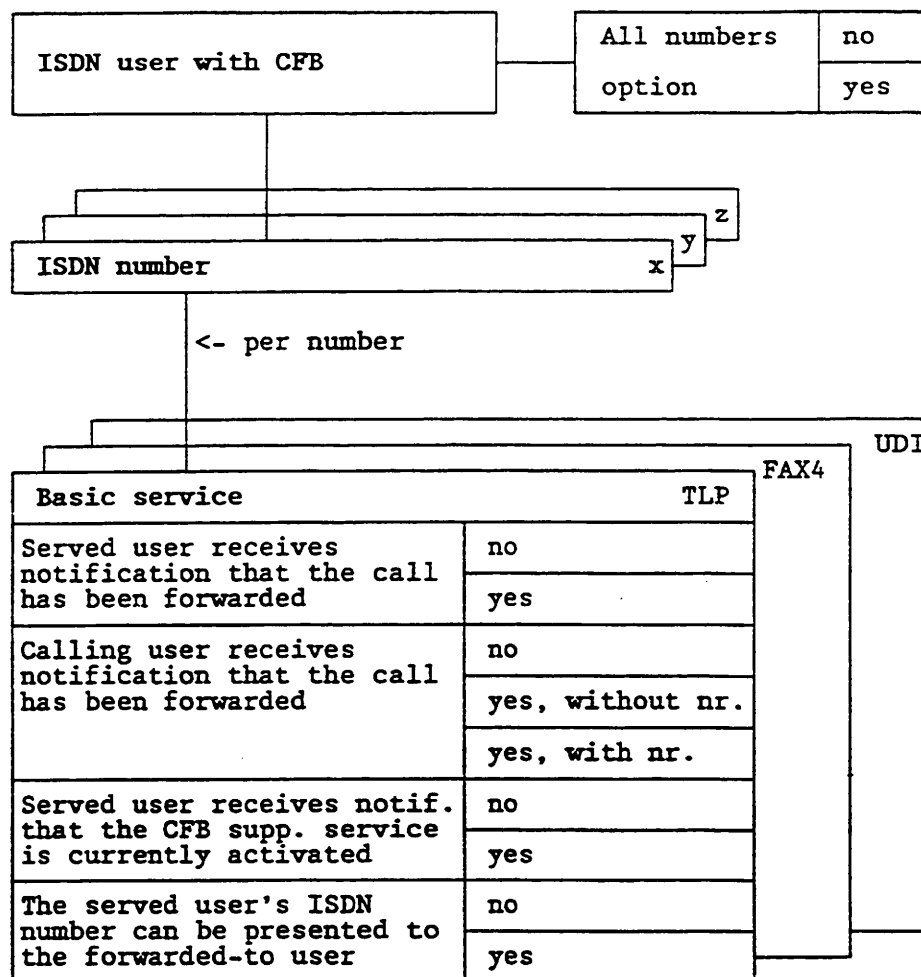 ISDN user with CFB
All numbers
option
no
yes
z
y
ISDN number x
<- per number
UDI
FAX4
Basic service TLP
Served user receives
notification that the call
has been forwarded
no
yes
Calling user receives
notification that the call
has been forwarded
no
yes, without nr.
yes, with nr.
Served user receives notif.
that the CFB supp. service
is currently activated
no
yes
The served user's ISDN
number can be presented to
the forwarded-to user
no
yes